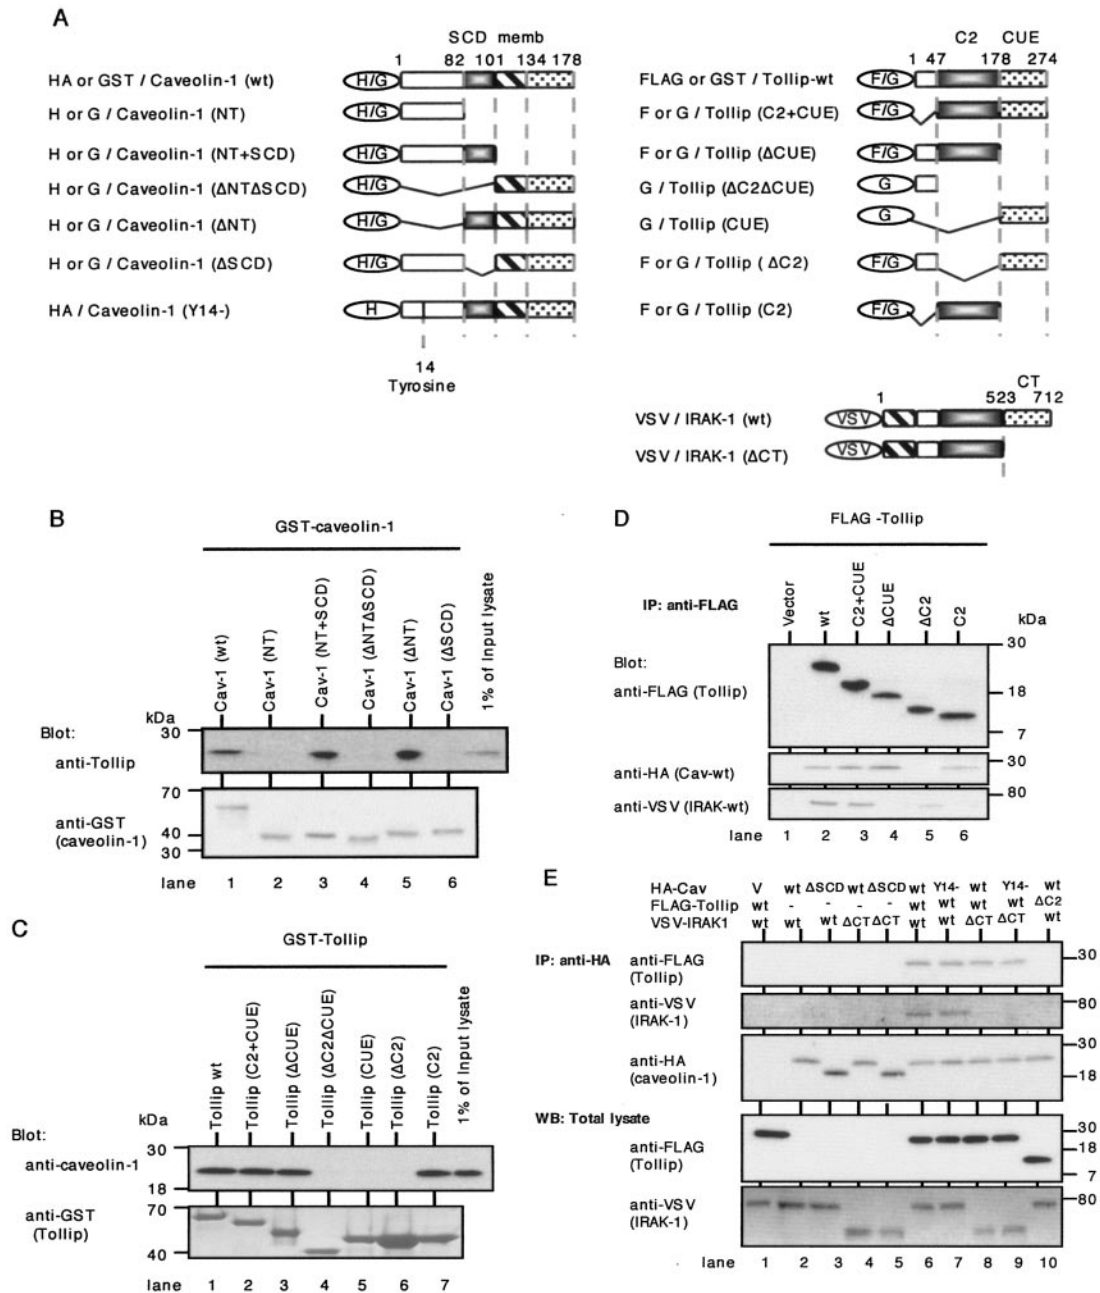 A
SCD memb
1 82 101 134 178
HA or GST / Caveolin-1 (wt) H/G
H or G / Caveolin-1 (NT) H/G
H or G / Caveolin-1 (NT+SCD) H/G
H or G / Caveolin-1 (ΔNTΔSCD) H/G
H or G / Caveolin-1 (ΔNT) H/G
H or G / Caveolin-1 (ΔSCD) H/G
HA / Caveolin-1 (Y14-) H
14
Tyrosine
C2 CUE
1 47 178 274
FLAG or GST / Tollip-wt F/G
F or G / Tollip (C2+CUE) F/G
F or G / Tollip (ΔCUE) F/G
G / Tollip (ΔC2ΔCUE) G
G / Tollip (CUE) G
F or G / Tollip ( ΔC2) F/G
F or G / Tollip (C2) F/G
CT
1 523 712
VSV / IRAK-1 (wt) VSV
VSV / IRAK-1 (ΔCT) VSV
B
GST-caveolin-1
Cav-1 (wt)
Cav-1 (NT)
Cav-1 (NT+SCD)
Cav-1 (ΔNTΔSCD)
Cav-1 (ΔNT)
Cav-1 (ΔSCD)
1% of Input lysate
kDa
Blot: 30
anti-Tollip
70
anti-GST
(caveolin-1) 40
30
lane 1 2 3 4 5 6
C
GST-Tollip
Tollip wt
Tollip (C2+CUE)
Tollip (ΔCUE)
Tollip (ΔC2ΔCUE)
Tollip (CUE)
Tollip (ΔC2)
Tollip (C2)
1% of Input lysate
kDa
Blot:
30
anti-caveolin-1
18
anti-GST 70
(Tollip)
40
lane 1 2 3 4 5 6 7
D
FLAG -Tollip
IP: anti-FLAG
Vector
wt
C2+CUE
ΔCUE
ΔC2
C2
kDa
30
Blot:
anti-FLAG (Tollip) 18
7
anti-HA (Cav-wt) 30
80
anti-VSV (IRAK-wt)
lane 1 2 3 4 5 6
E
HA-Cav V wt ΔSCD wt ΔSCD wt Y14- wt Y14- wt
FLAG-Tollip wt - - - - wt wt wt wt ΔC2
VSV-IRAK1 wt wt wt ΔCT ΔCT wt wt ΔCT ΔCT wt
IP: anti-HA anti-FLAG 30
(Tollip)
anti-VSV 80
(IRAK-1)
anti-HA 30
(caveolin-1) 18
WB: Total lysate
anti-FLAG 30
(Tollip) 18
7
anti-VSV 80
(IRAK-1)
lane 1 2 3 4 5 6 7 8 9 10